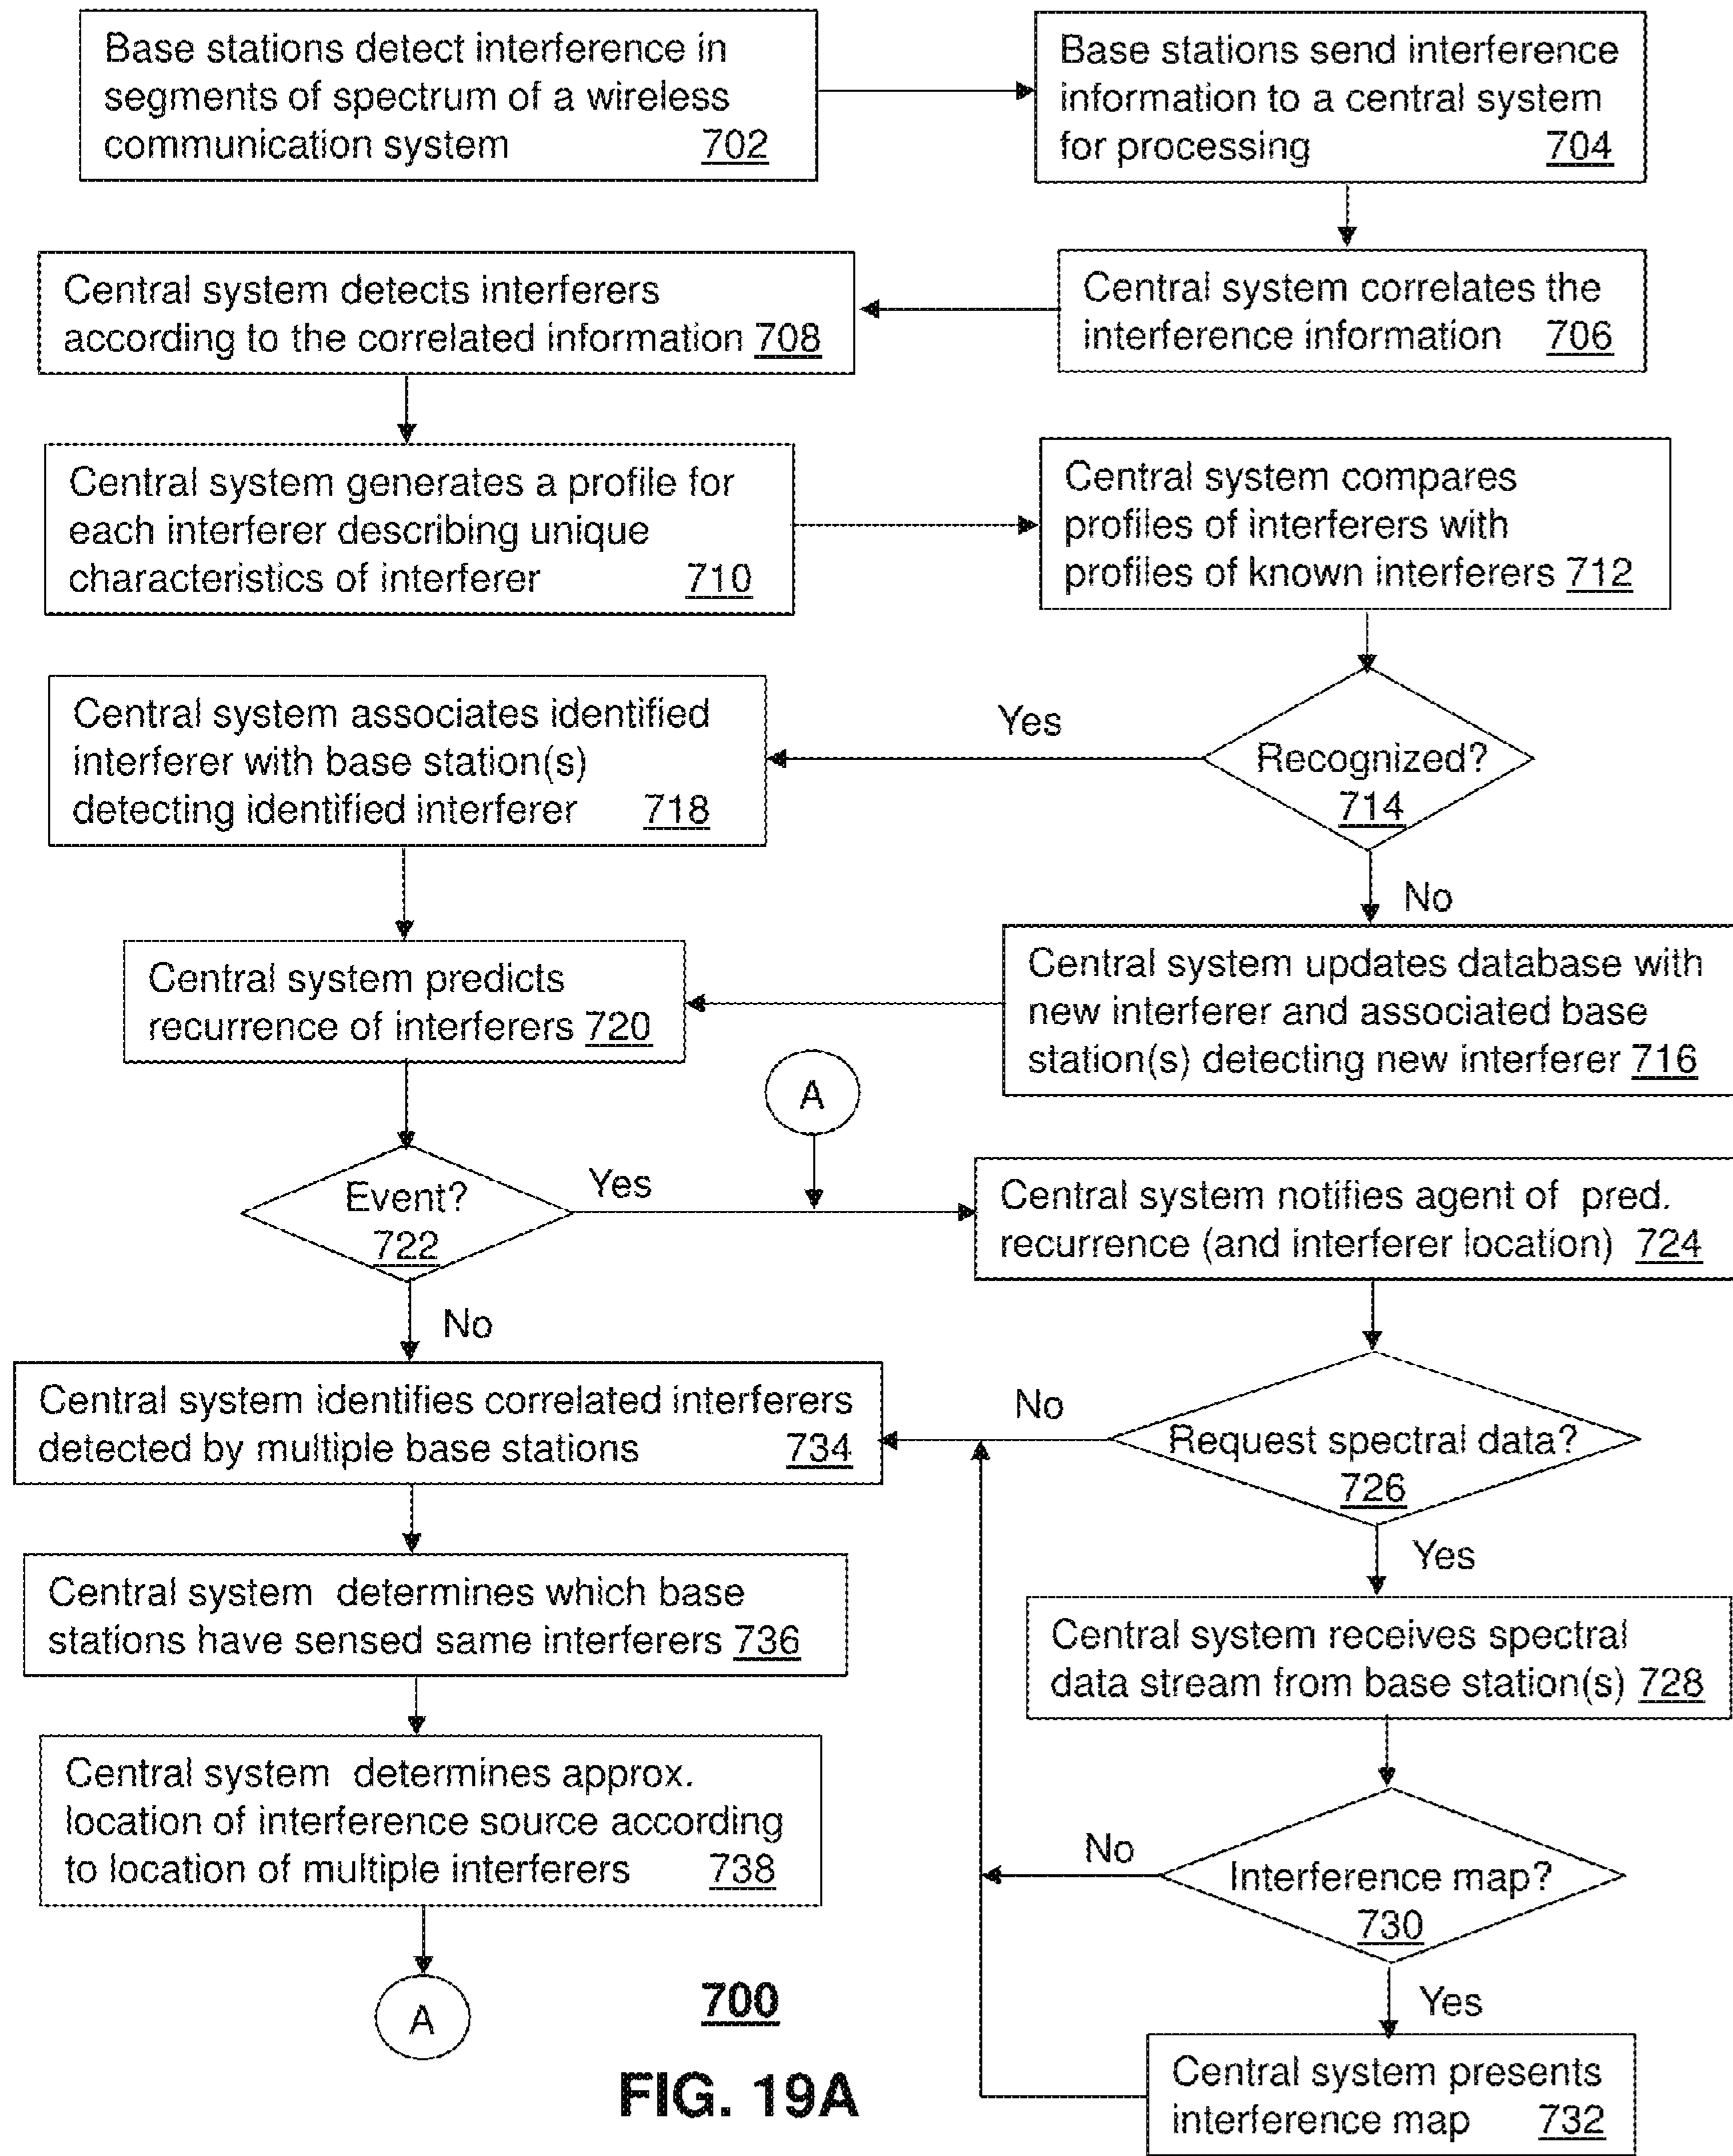 Base stations detect interference in
segments of spectrum of a wireless
communication system 702
Base stations send interference
information to a central system
for processing 704
Central system correlates the
interference information 706
Central system detects interferers
according to the correlated information 708
Central system generates a profile for
each interferer describing unique
characteristics of interferer 710
Central system compares
profiles of interferers with
profiles of known interferers 712
Recognized?
714
Yes
No
Central system associates identified
interferer with base station(s)
detecting identified interferer 718
Central system updates database with
new interferer and associated base
station(s) detecting new interferer 716
Central system predicts
recurrence of interferers 720
A
Event?
722
Yes
No
Central system notifies agent of pred.
recurrence (and interferer location) 724
Request spectral data?
726
No
Yes
Central system identifies correlated interferers
detected by multiple base stations 734
Central system determines which base
stations have sensed same interferers 736
Central system receives spectral
data stream from base station(s) 728
Central system determines approx.
location of interference source according
to location of multiple interferers 738
Interference map?
730
No
Yes
A
Central system presents
interference map 732
700
FIG. 19A